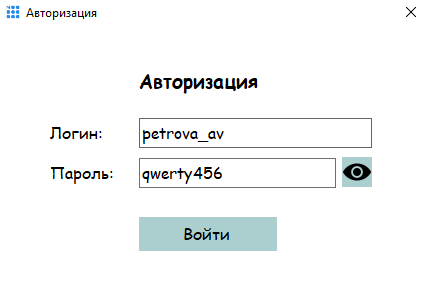 Авторизация
Авторизация
Логин: petrova_av
Пароль: qwerty456
Войти